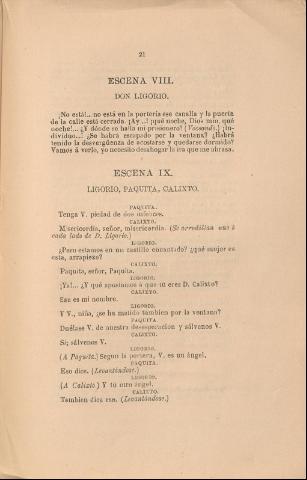 21
ESCENA VIII.
DON LIGORIO.
¡No está!... no está en la portería ese canalla y la puerta
de la calle está cerrada. ¡Ay...! ¡qué noche, Dios mio, qué
noche!... ¿Y dónde se halla mi prisionero? (Voceando.) ¡In-
dividuo...! ¿Se habrá escapado por la ventana? ¿Habrá
tenido la desvergüenza de acostarse y quedarse dormido?
Vamos á verlo, yo necesito desahogar la ira que me abrasa.
ESCENA IX.
LIGORIO, PAQUITA, CALIXTO.
PAQUITA.
Tenga V. piedad de dos infelices.
CALIXTO.
Misericordia, señor, misericordia. (Se arrodillan uno á
cada lado de D. Ligorio.)
LIGORIO.
¿Pero estamos en un castillo encantado? ¿qué mujer es
esta, arrapiezo?
CALIXTO.
Paquita, señor, Paquita.
LIGORIO.
¡Ya!... ¿Y qué apostamos á que tú eres D. Calixto?
CALIXTO.
Ese es mi nombre.
LIGORIO.
Y V., niña, ¿se ha metido tambien por la ventana?
PAQUITA.
Duélase V. de nuestra desesperacion y sálvenos V.
CALIXTO.
Sí; sálvenos V.
LIGORIO.
(A Paquita.) Segun la portera, V. es un ángel.
PAQUITA.
Eso dice. (Levantándose.)
LIGORIO.
(A Calixto.) Y tú otro ángel.
CALIXTO.
Tambien dice eso. (Levantándose.)